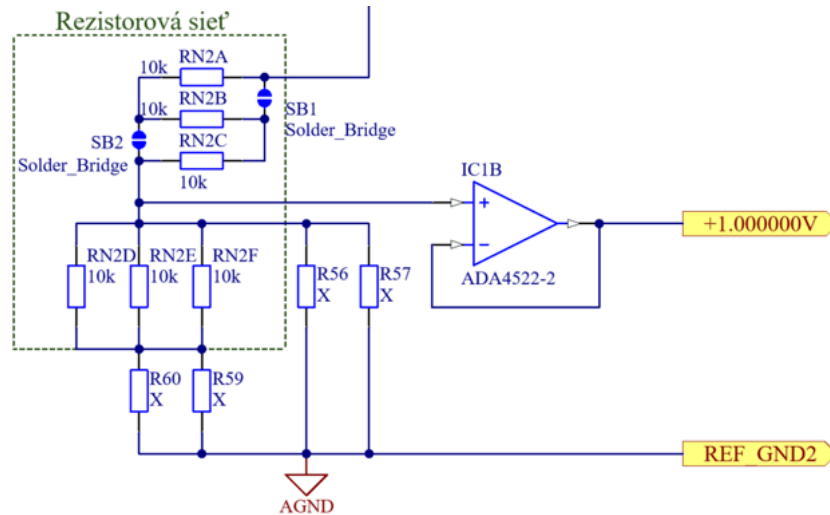 Rezistorová sieť
RN2A
10k
RN2B
10k
SB1
Solder_Bridge
SB2
Solder_Bridge
RN2C
10k
IC1B
+
−
ADA4522-2
+1.000000V
RN2D
10k
RN2E
10k
RN2F
10k
R56
X
R57
X
R60
X
R59
X
REF_GND2
AGND